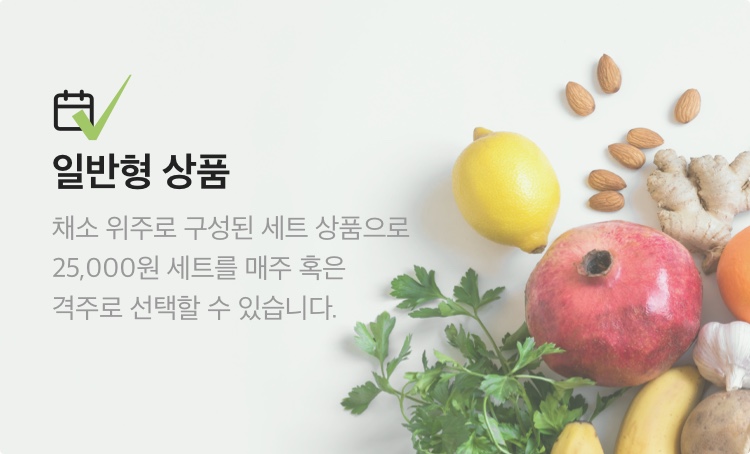 일반형 상품
채소 위주로 구성된 세트 상품으로
25,000원 세트를 매주 혹은
격주로 선택할 수 있습니다.